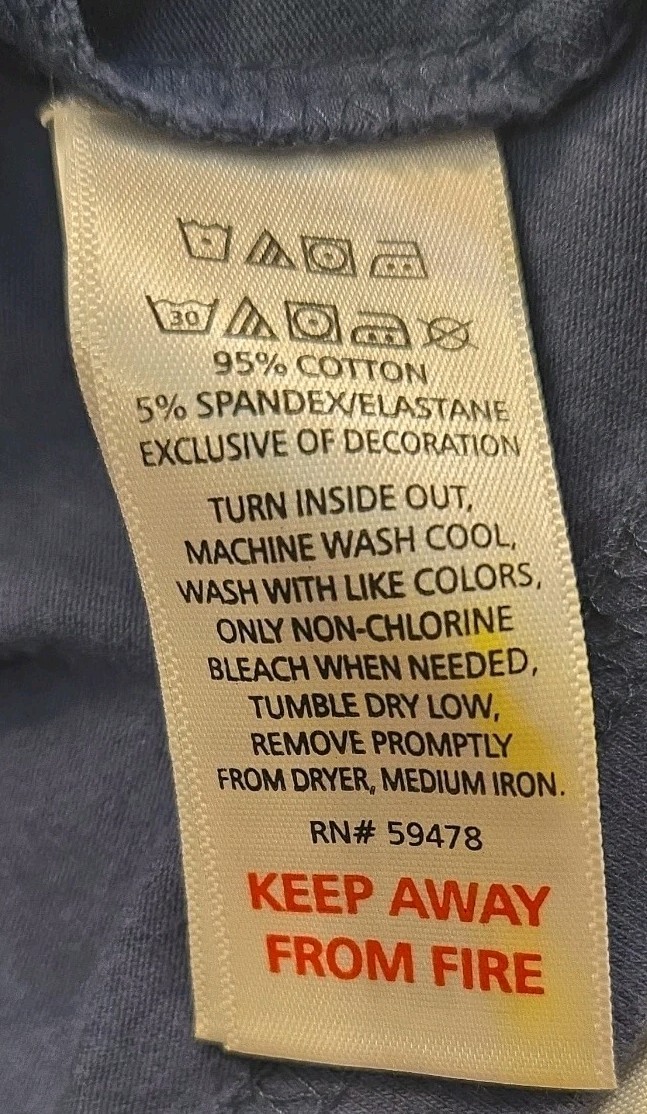 30
95% COTTON
5% SPANDEX/ELASTANE
EXCLUSIVE OF DECORATION
TURN INSIDE OUT,
MACHINE WASH COOL,
WASH WITH LIKE COLORS,
ONLY NON-CHLORINE
BLEACH WHEN NEEDED,
TUMBLE DRY LOW,
REMOVE PROMPTLY
FROM DRYER, MEDIUM IRON.
RN# 59478
KEEP AWAY
FROM FIRE